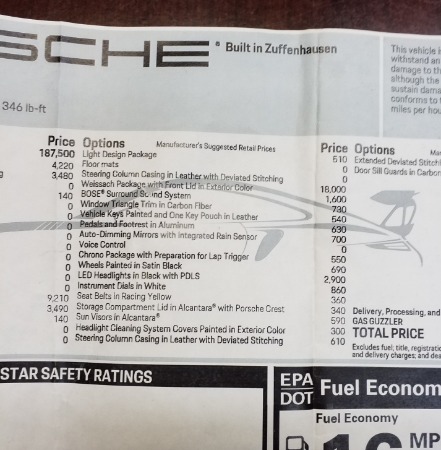 SCHE® Built in Zuffenhausen
This vehicle
withstand an
damage to th
although the
sustain dama
conforms to
miles per hou
346 lb-ft
Price Options Manufacturer's Suggested Retail Prices
187,500 Light Design Package
4,220 Floor mats
3,480 Steering Column Casing in Leather with Deviated Stitching
0 Weissach Package with Front Lid in Exterior Color
140 BOSE® Surround Sound System
0 Window Triangle Trim in Carbon Fiber
0 Vehicle Keys Painted and One Key Pouch in Leather
0 Pedals and Footrest in Aluminum
0 Auto-Dimming Mirrors with Integrated Rain Sensor
0 Voice Control
0 Chrono Package with Preparation for Lap Trigger
0 Wheels Painted in Satin Black
0 LED Headlights in Black with PDLS
0 Instrument Dials in White
9,210 Seat Belts in Racing Yellow
3,490 Storage Compartment Lid in Alcantara® with Porsche Crest
140 Sun Visors in Alcantara®
0 Headlight Cleaning System Covers Painted in Exterior Color
0 Steering Column Casing in Leather with Deviated Stitching
Price Options Man
510 Extended Deviated Stitchi
0 Door Sill Guards in Carbon
0
18,000
1,600
730
540
630
700
0
550
690
2,900
860
360
340 Delivery, Processing, and
590 GAS GUZZLER
300 TOTAL PRICE
610 Excludes fuel, title, registratio
and delivery charges; and dea
STAR SAFETY RATINGS
EPA
DOT
Fuel Econom
Fuel Economy
MP